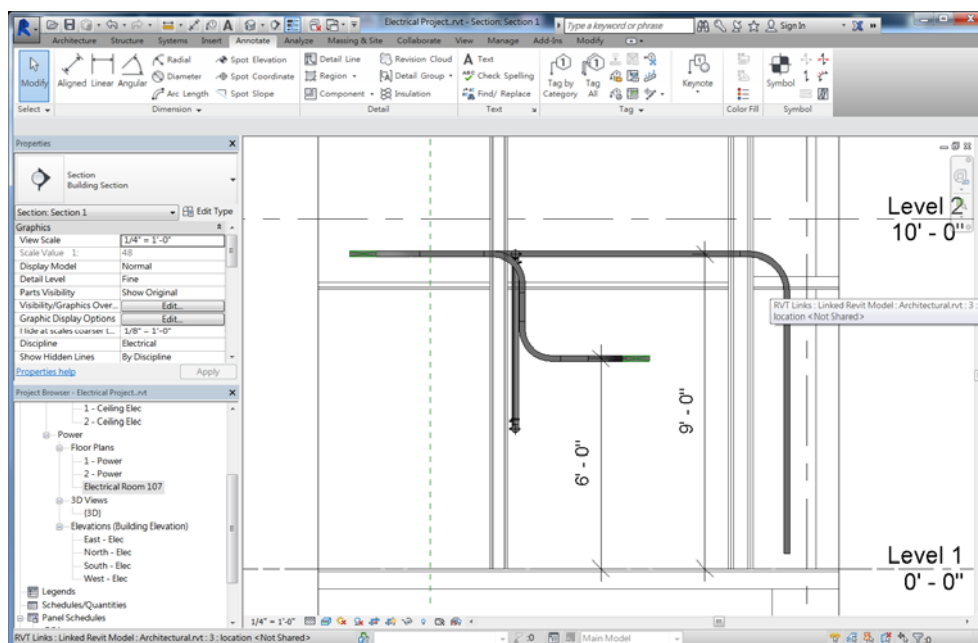 Electrical Project.rvt - Section: Section 1
Type a keyword or phrase
Sign In
Architecture Structure Systems Insert Annotate Analyze Massing & Site Collaborate View Manage Add-Ins Modify
Modify
Aligned Linear Angular
Radial
Diameter
Arc Length
Spot Elevation
Spot Coordinate
Spot Slope
Detail Line
Region
Component
Revision Cloud
Detail Group
Insulation
A Text
ABC Check Spelling
Find/ Replace
Tag by Category
Tag All
Keynote
Symbol
Select Dimension Detail Text Tag Color Fill Symbol
Properties X
Section
Building Section
Section: Section 1 Edit Type
Graphics
View Scale 1/4" = 1'-0"
Scale Value 1: 48
Display Model Normal
Detail Level Fine
Parts Visibility Show Original
Visibility/Graphics Over... Edit...
Graphic Display Options Edit...
Hide at scales coarser t... 1/8" = 1'-0"
Discipline Electrical
Show Hidden Lines By Discipline
Properties help Apply
Project Browser - Electrical Project..rvt X
1 - Ceiling Elec
2 - Ceiling Elec
Power
Floor Plans
1 - Power
2 - Power
Electrical Room 107
3D Views
{3D}
Elevations (Building Elevation)
East - Elec
North - Elec
South - Elec
West - Elec
Legends
Schedules/Quantities
Panel Schedules
Level 2
10' - 0"
RVT Links : Linked Revit Model : Architectural.rvt : 3 :
location <Not Shared>
9' - 0"
6' - 0"
Level 1
0' - 0"
1/4" = 1'-0"
RVT Links : Linked Revit Model : Architectural.rvt : 3 : location <Not Shared>
:0
Main Model
:0